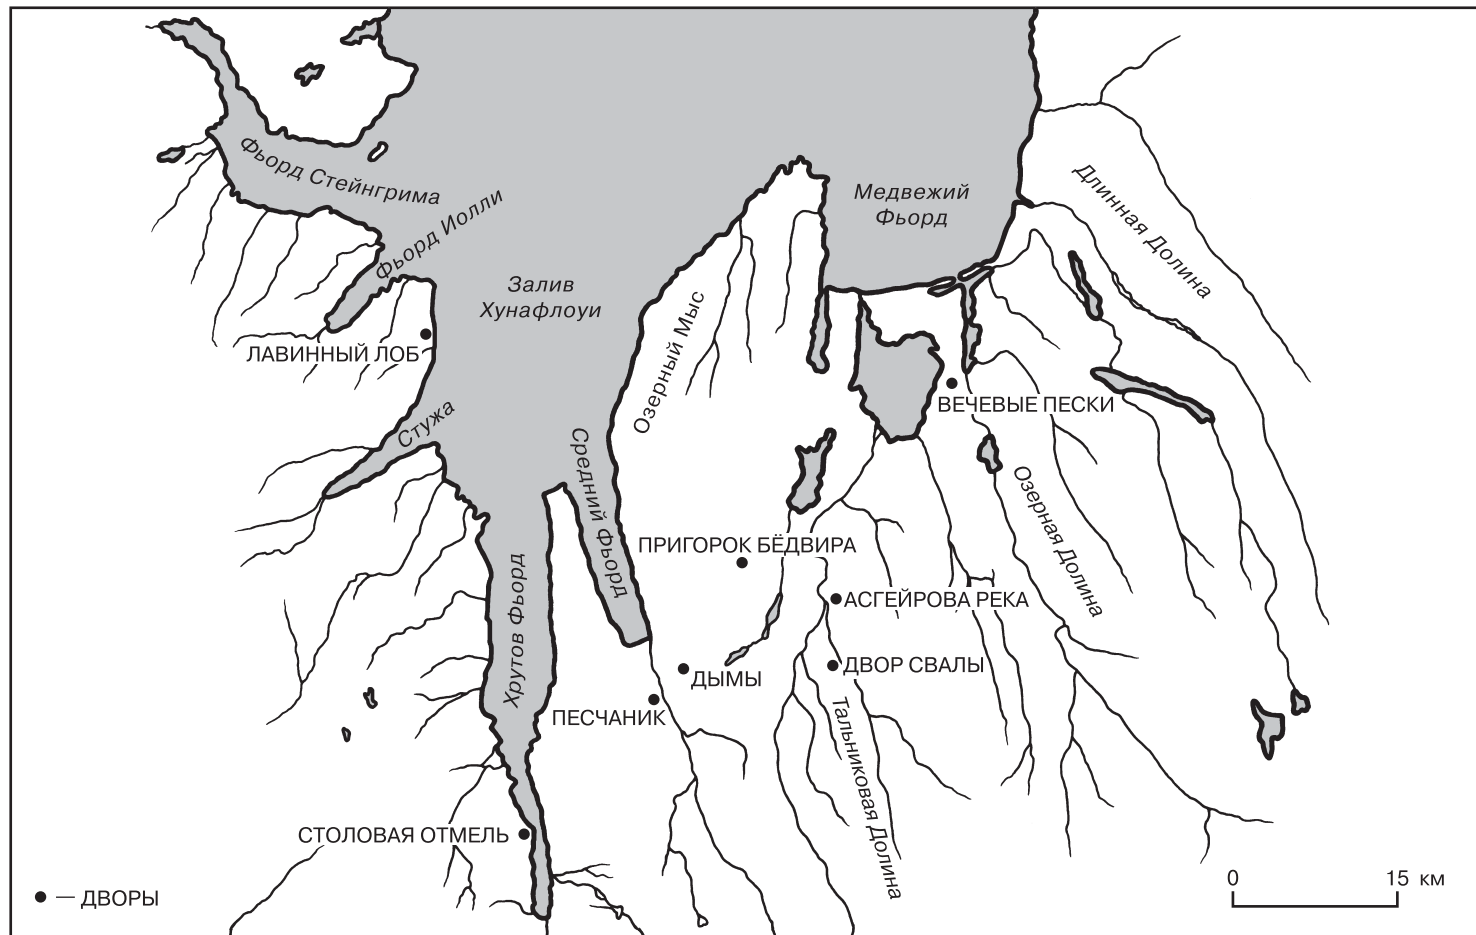 Фьорд Стейнгрима
Фьорд Иолли
Медвежий
Фьорд
Длинная Долина
Залив
Хунафлоуи
Озерный Мыс
ЛАВИННЫЙ ЛОБ
ВЕЧЕВЫЕ ПЕСКИ
Стужа
Средний Фьорд
Озерная Долина
ПРИГОРОК БЁДВИРА
Хрутов Фьорд
АСГЕЙРОВА РЕКА
ДВОР СВАЛЫ
ДЫМЫ
ПЕСЧАНИК
Тальниковая Долина
СТОЛОВАЯ ОТМЕЛЬ
— ДВОРЫ
0 15 км